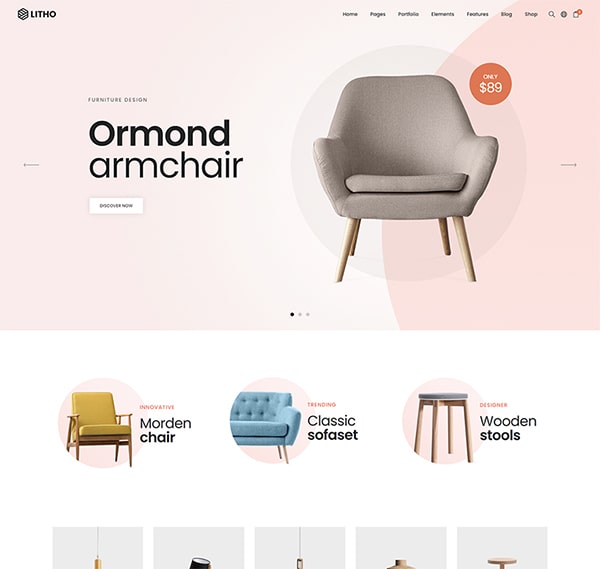 LITHO
Home Pages Portfolio Elements Features Blog Shop
ONLY
$89
FURNITURE DESIGN
Ormond
armchair
DISCOVER NOW
INNOVATIVE
Morden
chair
TRENDING
Classic
sofaset
DESIGNER
Wooden
stools